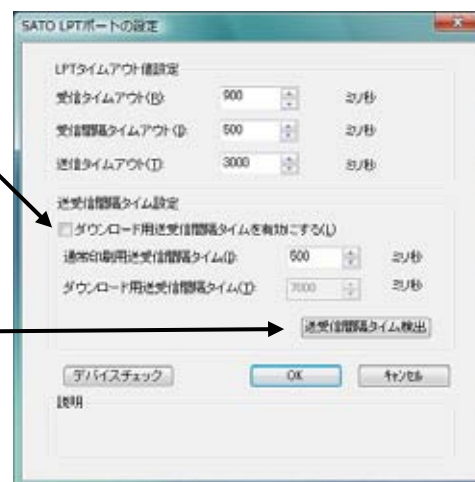 SATO LPTポートの設定
LPTタイムアウト値設定
受信タイムアウト(R): 900 ミリ秒
受信間隔タイムアウト(I): 500 ミリ秒
送信タイムアウト(T): 3000 ミリ秒
送受信間隔タイム設定
ダウンロード用送受信間隔タイムを有効にする(L)
通常印刷用送受信間隔タイム(I): 500 ミリ秒
ダウンロード用送受信間隔タイム(T): 7000 ミリ秒
送受信間隔タイム検出
デバイスチェック OK キャンセル
説明